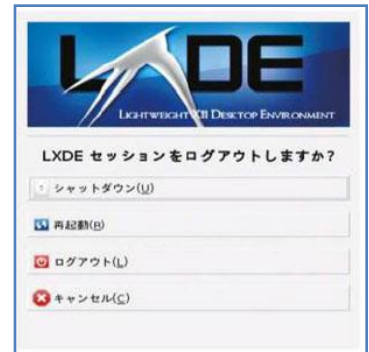 LXDE
LIGHTWEIGHT X11 DESKTOP ENVIRONMENT
LXDE セッションをログアウトしますか?
シャットダウン(U)
再起動(R)
ログアウト(L)
キャンセル(C)